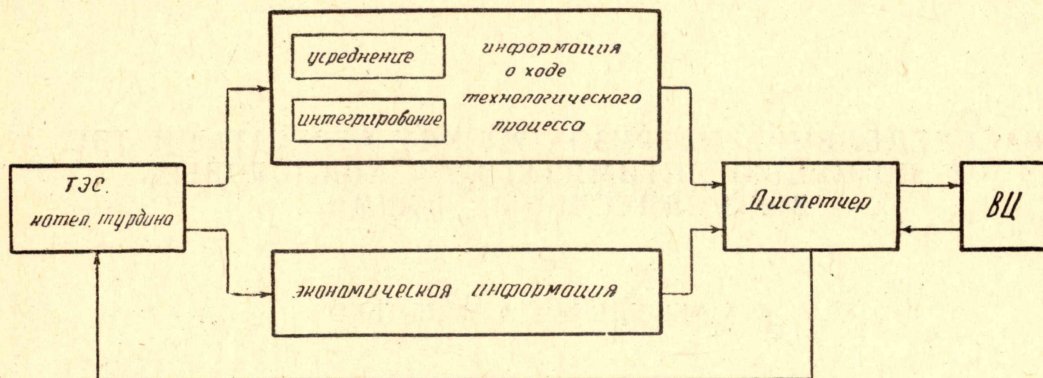 усреднение
интегрирование
информация
о ходе
технологического
процесса
ТЭС.
котел. турбина
экономическая информация
Диспетчер
ВЦ